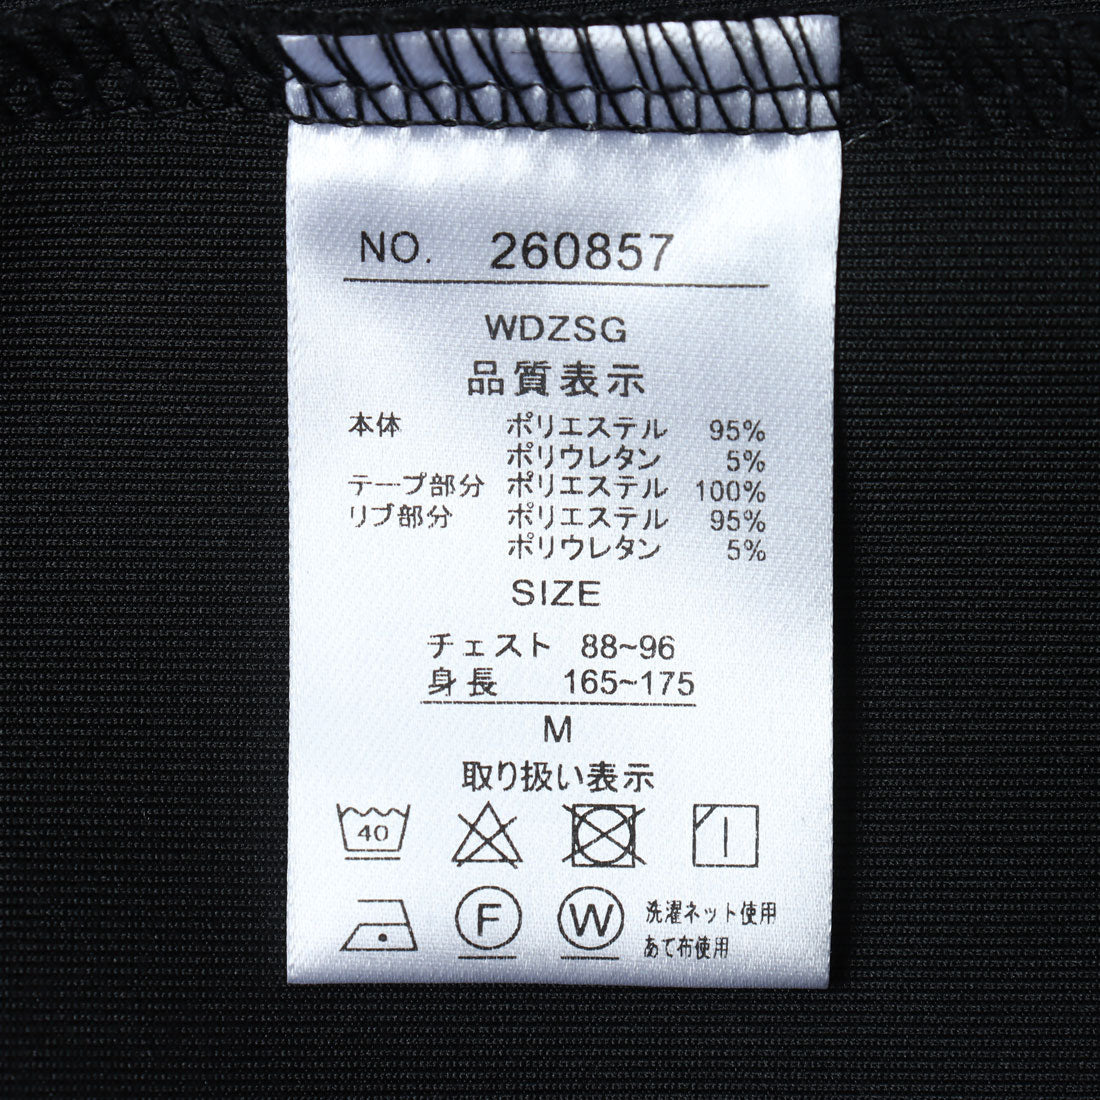 NO. 260857
WDZSG
品質表示
本体 ポリエステル 95%
ポリウレタン 5%
テープ部分 ポリエステル 100%
リブ部分 ポリエステル 95%
ポリウレタン 5%
SIZE
チェスト 88~96
身長 165~175
M
取り扱い表示
40
F W 洗濯ネット使用
あて布使用